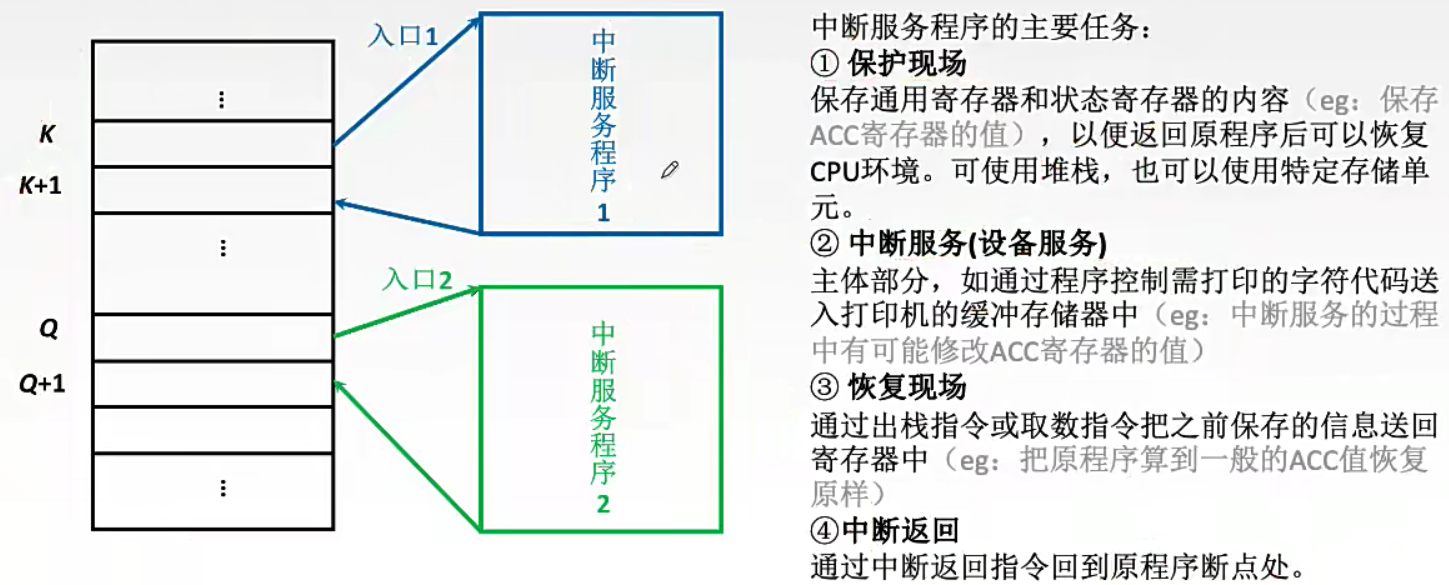 K
K+1
Q
Q+1
入口1
中断服务程序1
入口2
中断服务程序2
中断服务程序的主要任务：
① 保护现场
保存通用寄存器和状态寄存器的内容（eg：保存
ACC寄存器的值），以便返回原程序后可以恢复
CPU环境。可使用堆栈，也可以使用特定存储单
元。
② 中断服务(设备服务)
主体部分，如通过程序控制需打印的字符代码送
入打印机的缓冲存储器中（eg：中断服务的过程
中有可能修改ACC寄存器的值）
③ 恢复现场
通过出栈指令或取数指令把之前保存的信息送回
寄存器中（eg：把原程序算到一般的ACC值恢复
原样）
④中断返回
通过中断返回指令回到原程序断点处。